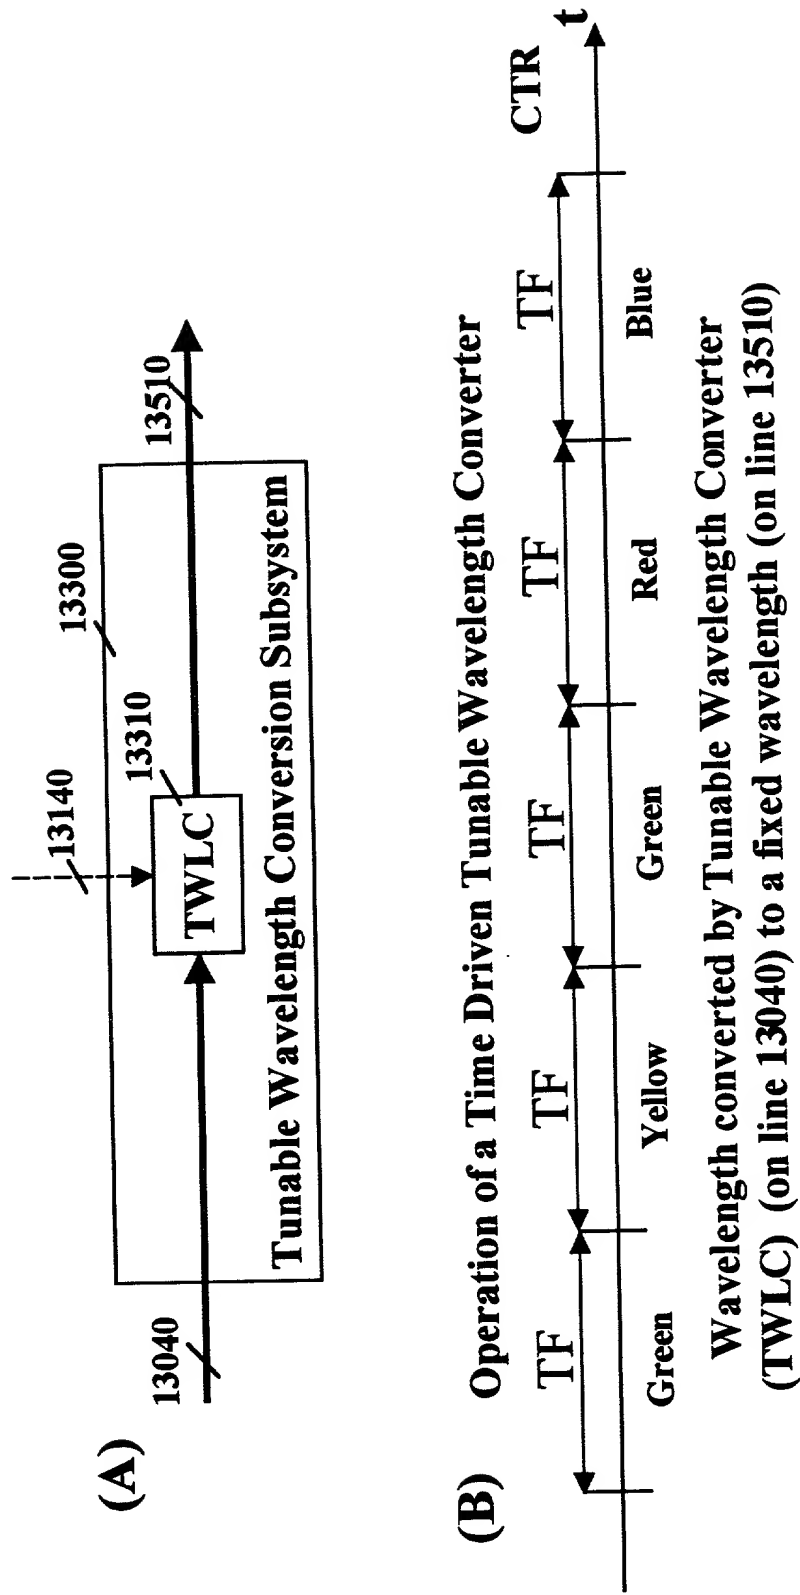 (A)
13140
13300
13310
13510
13040
TWLC
Tunable Wavelength Conversion Subsystem
(B) Operation of a Time Driven Tunable Wavelength Converter
TF TF TF TF TF CTR
t
Green Yellow Green Red Blue
Wavelength converted by Tunable Wavelength Converter
(TWLC) (on line 13040) to a fixed wavelength (on line 13510)